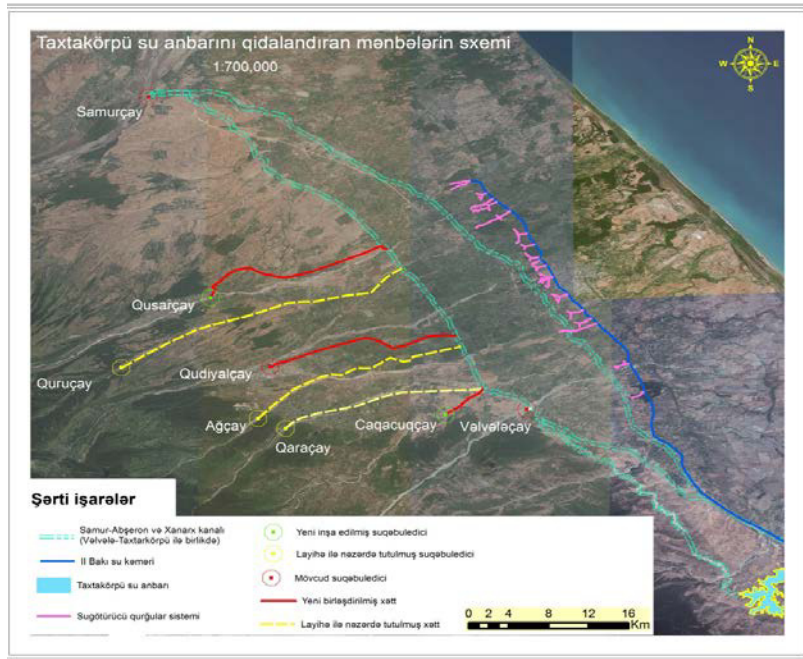 Taxtakörpü su anbarını qidalandıran mənbələrin sxemi
1:700,000
N
W E
S
Samurçay
Qusarçay
Quruçay
Qudiyalçay
Ağçay
Qaraçay
Caqacuqçay
Vəlvələçay
Şərti işarələr
Samur-Abşeron və Xanarx kanalı
(Vəlvələ-Taxtarkörpü ilə birlikdə)
II Bakı su kəməri
Taxtakörpü su anbarı
Sugötürücü qurğular sistemi
Yeni inşa edilmiş suqəbuledici
Layihə ilə nəzərdə tutulmuş suqəbuledici
Mövcud suqəbuledici
Yeni birləşdirilmiş xətt
Layihə ilə nəzərdə tutulmuş xətt
0 2 4 8 12 16
Km